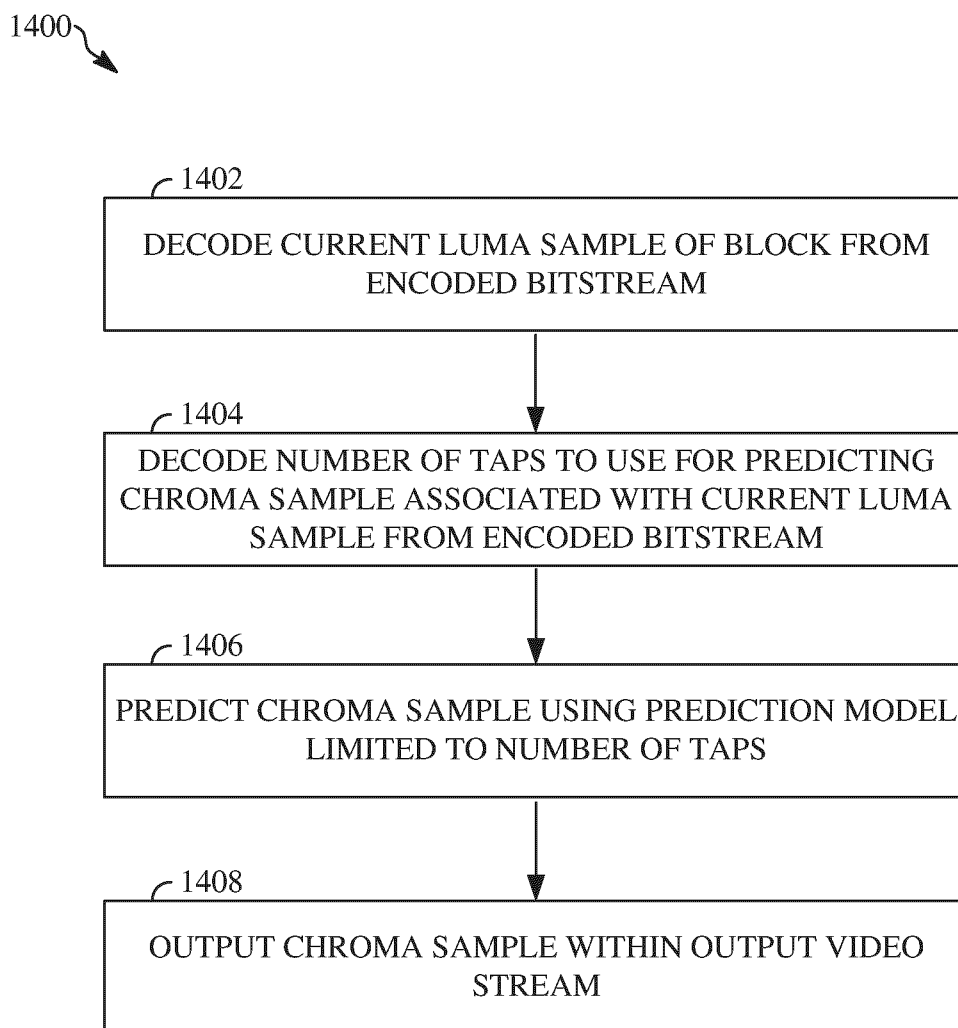 1400
1402
DECODE CURRENT LUMA SAMPLE OF BLOCK FROM
ENCODED BITSTREAM
1404
DECODE NUMBER OF TAPS TO USE FOR PREDICTING
CHROMA SAMPLE ASSOCIATED WITH CURRENT LUMA
SAMPLE FROM ENCODED BITSTREAM
1406
PREDICT CHROMA SAMPLE USING PREDICTION MODEL
LIMITED TO NUMBER OF TAPS
1408
OUTPUT CHROMA SAMPLE WITHIN OUTPUT VIDEO
STREAM